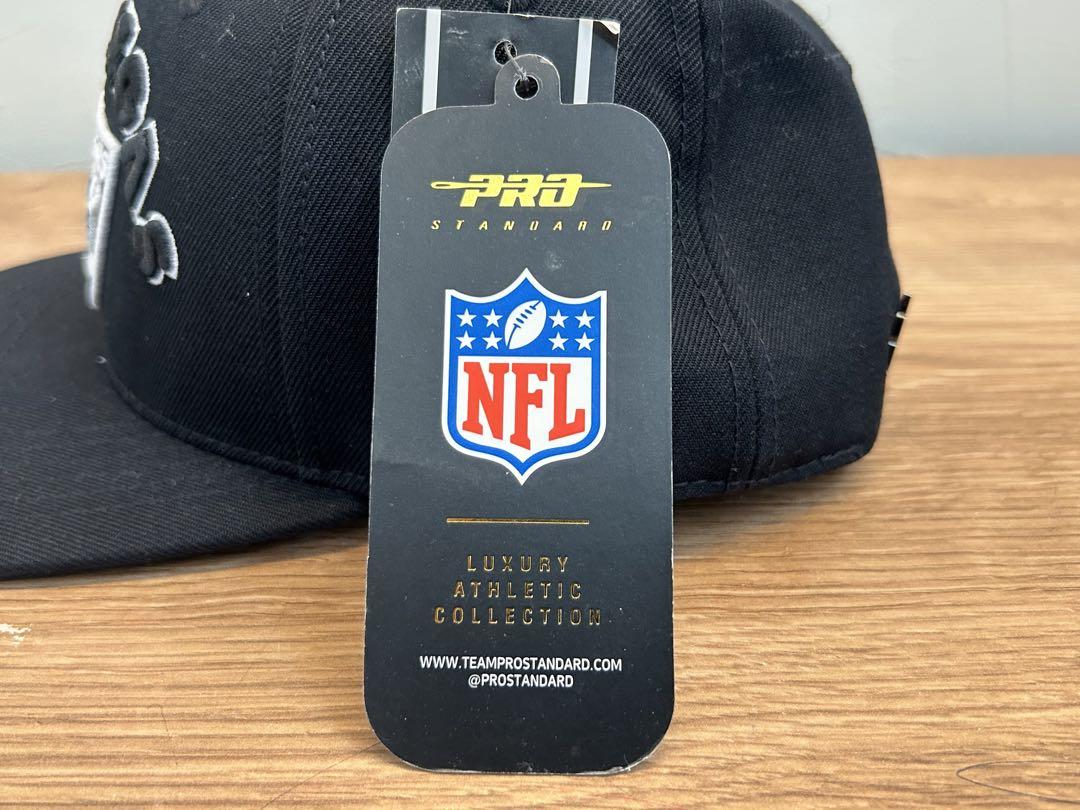 PRO
STANDARD
NFL
LUXURY
ATHLETIC
COLLECTION
WWW.TEAMPROSTANDARD.COM
@PROSTANDARD